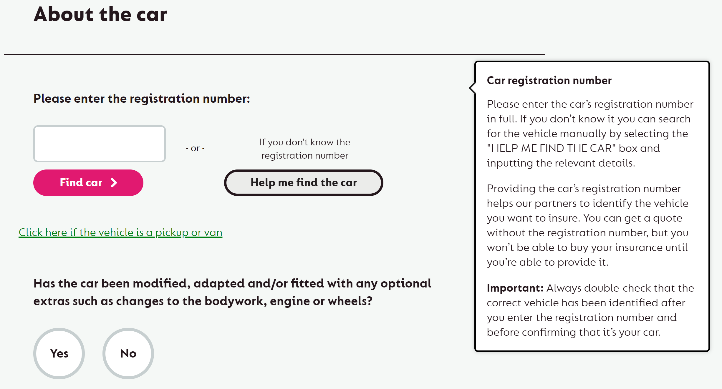 About the car
Please enter the registration number:
- or -
If you don't know the
registration number
Find car
Help me find the car
Click here if the vehicle is a pickup or van
Has the car been modified, adapted and/or fitted with any optional
extras such as changes to the bodywork, engine or wheels?
Yes
No
Car registration number
Please enter the car's registration number
in full. If you don't know it you can search
for the vehicle manually by selecting the
"HELP ME FIND THE CAR" box and
inputting the relevant details.
Providing the car's registration number
helps our partners to identify the vehicle
you want to insure. You can get a quote
without the registration number, but you
won't be able to buy your insurance until
you're able to provide it.
Important: Always double-check that the
correct vehicle has been identified after
you enter the registration number and
before confirming that it's your car.